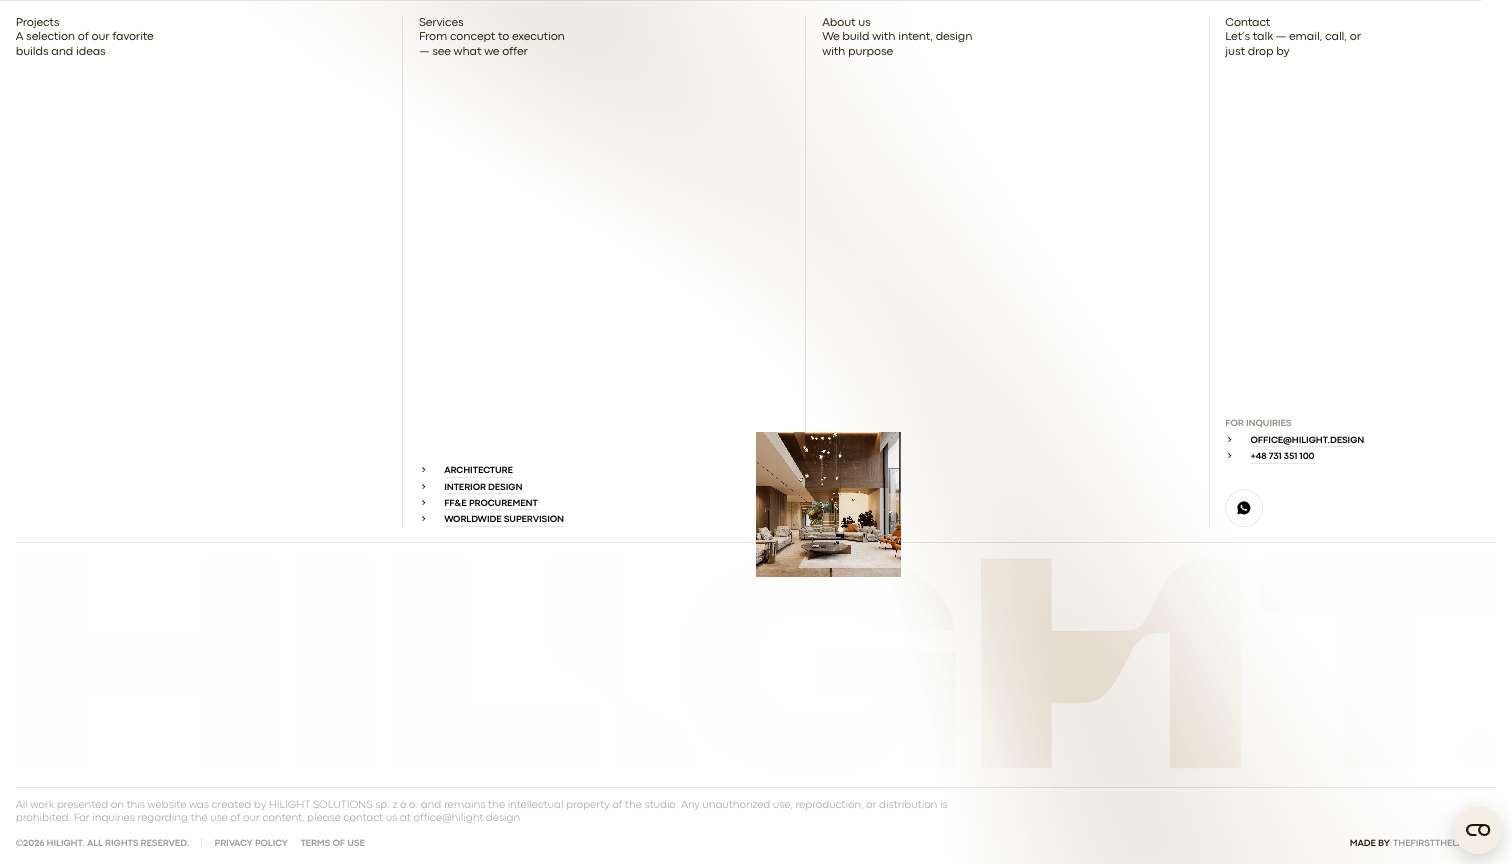 Projects
A selection of our favorite
builds and ideas
Services
From concept to execution
— see what we offer
About us
We build with intent, design
with purpose
Contact
Let's talk — email, call, or
just drop by
ARCHITECTURE
INTERIOR DESIGN
FF&E PROCUREMENT
WORLDWIDE SUPERVISION
FOR INQUIRIES
OFFICE@HILIGHT.DESIGN
+48 731 351 100
HILIGHT.
All work presented on this website was created by HILIGHT SOLUTIONS sp. z o.o. and remains the intellectual property of the studio. Any unauthorized use, reproduction, or distribution is
prohibited. For inquiries regarding the use of our content, please contact us at office@hilight.design
©2026 HILIGHT. ALL RIGHTS RESERVED.
PRIVACY POLICY
TERMS OF USE
MADE BY